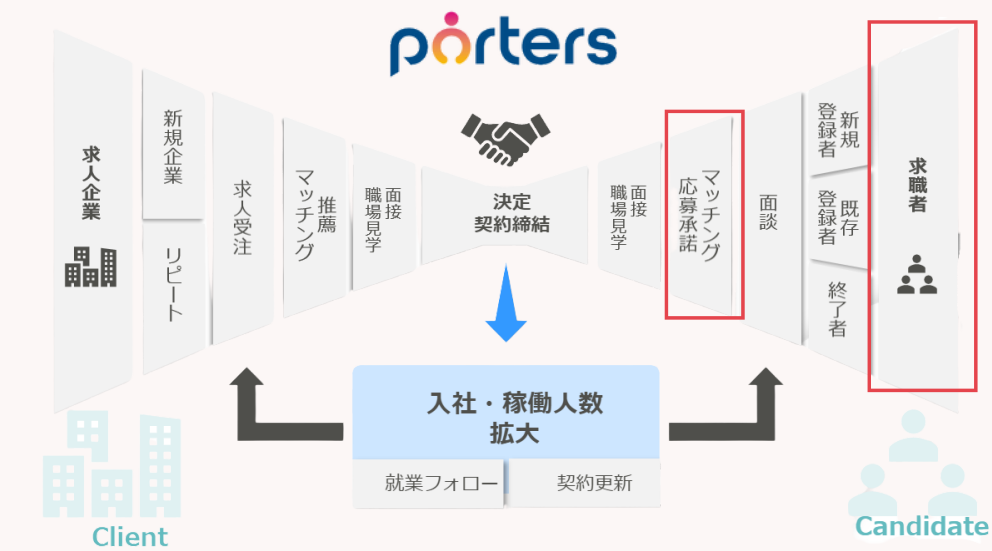 porters
求人企業
新規企業
リピート
求人受注
推薦
マッチング
面接
職場見学
決定
契約締結
面接
職場見学
マッチング
応募承諾
面談
新規
登録者
既存
登録者
終了者
求職者
入社・稼働人数
拡大
就業フォロー
契約更新
Client
Candidate